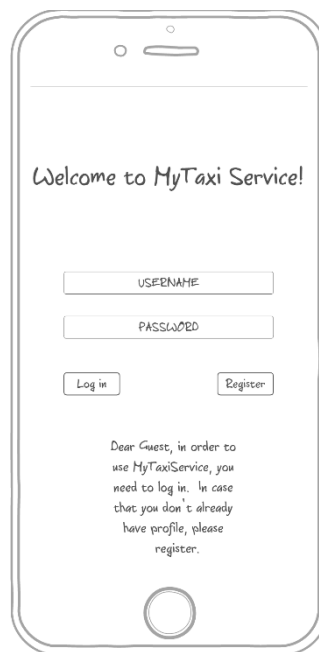 Welcome to MyTaxi Service!
USERNAME
PASSWORD
Log in
Register
Dear Guest, in order to
use MyTaxiService, you
need to log in. In case
that you don't already
have profile, please
register.